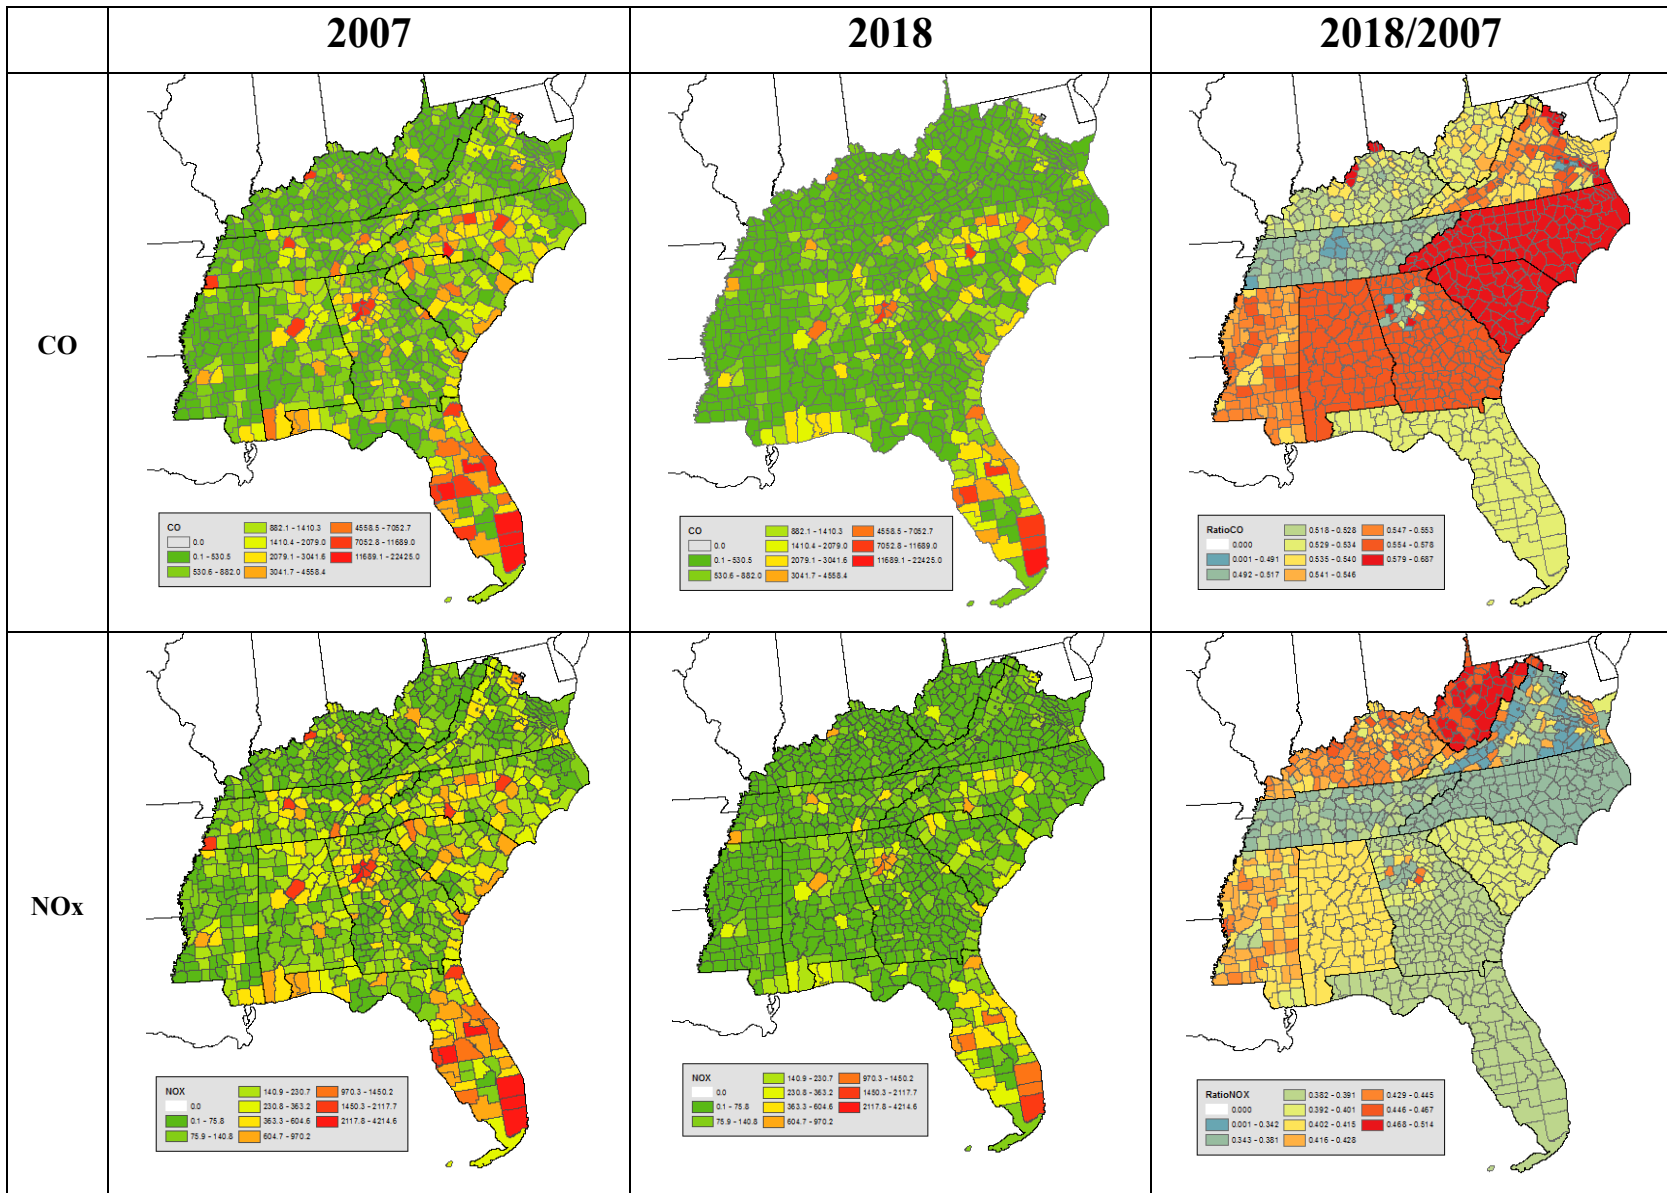 2007
2018
2018/2007
CO
CO
0.0
0.1 - 530.5
530.6 - 882.0
882.1 - 1410.3
1410.4 - 2079.0
2079.1 - 3041.6
3041.7 - 4558.4
4558.5 - 7052.7
7052.8 - 11689.0
11689.1 - 22425.0
CO
0.0
0.1 - 530.5
530.6 - 882.0
882.1 - 1410.3
1410.4 - 2079.0
2079.1 - 3041.6
3041.7 - 4558.4
4558.5 - 7052.7
7052.8 - 11689.0
11689.1 - 22425.0
RatioCO
0.000
0.001 - 0.491
0.492 - 0.517
0.518 - 0.528
0.529 - 0.534
0.535 - 0.540
0.541 - 0.546
0.547 - 0.553
0.554 - 0.578
0.579 - 0.687
NOx
NOX
0.0
0.1 - 75.8
75.9 - 140.8
140.9 - 230.7
230.8 - 363.2
363.3 - 604.6
604.7 - 970.2
970.3 - 1450.2
1450.3 - 2117.7
2117.8 - 4214.6
NOX
0.0
0.1 - 75.8
75.9 - 140.8
140.9 - 230.7
230.8 - 363.2
363.3 - 604.6
604.7 - 970.2
970.3 - 1450.2
1450.3 - 2117.7
2117.8 - 4214.6
RatioNOX
0.000
0.001 - 0.342
0.343 - 0.381
0.382 - 0.391
0.392 - 0.401
0.402 - 0.415
0.416 - 0.428
0.429 - 0.445
0.446 - 0.467
0.468 - 0.514